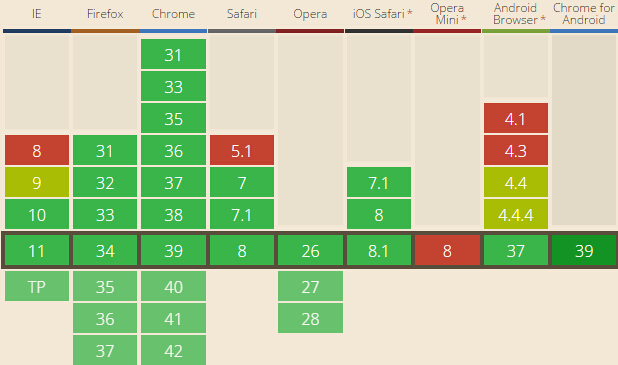 IE Firefox Chrome Safari Opera iOS Safari * Opera Mini * Android Browser * Chrome for Android
31
33
35 4.1
8 31 36 5.1 4.3
9 32 37 7 7.1 4.4
10 33 38 7.1 8 4.4.4
11 34 39 8 26 8.1 8 37 39
TP 35 40 27
36 41 28
37 42